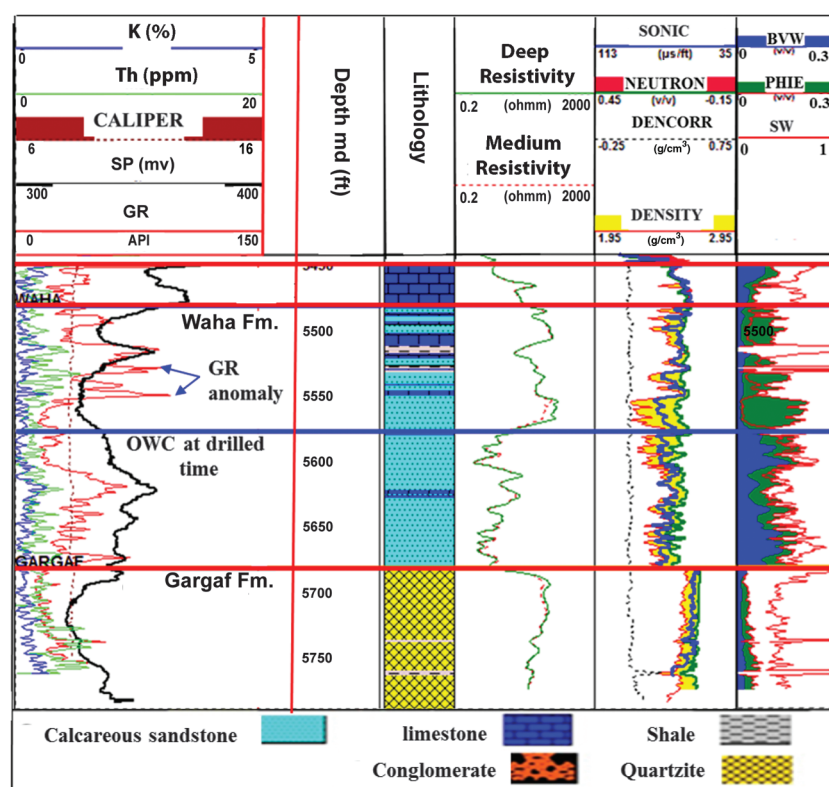 K (%)
0 5
Th (ppm)
0 20
CALIPER
6 16
SP (mv)
300 400
GR
0 API 150
Depth md (ft)
Lithology
Deep
Resistivity
0.2 (ohmm) 2000
Medium
Resistivity
0.2 (ohmm) 2000
SONIC
113 (µs/ft) 35
NEUTRON
0.45 (v/v) -0.15
DENCORR
-0.25 (g/cm³) 0.75
DENSITY
1.95 (g/cm³) 2.95
BVW
0 (v/v) 0.3
PHIE
0 (v/v) 0.3
SW
0 1
5450
WAHA
Waha Fm.
5500
5500
GR
anomaly
5550
OWC at drilled
time
5600
5650
GARGAF
Gargaf Fm.
5700
5750
Calcareous sandstone
limestone
Shale
Conglomerate
Quartzite